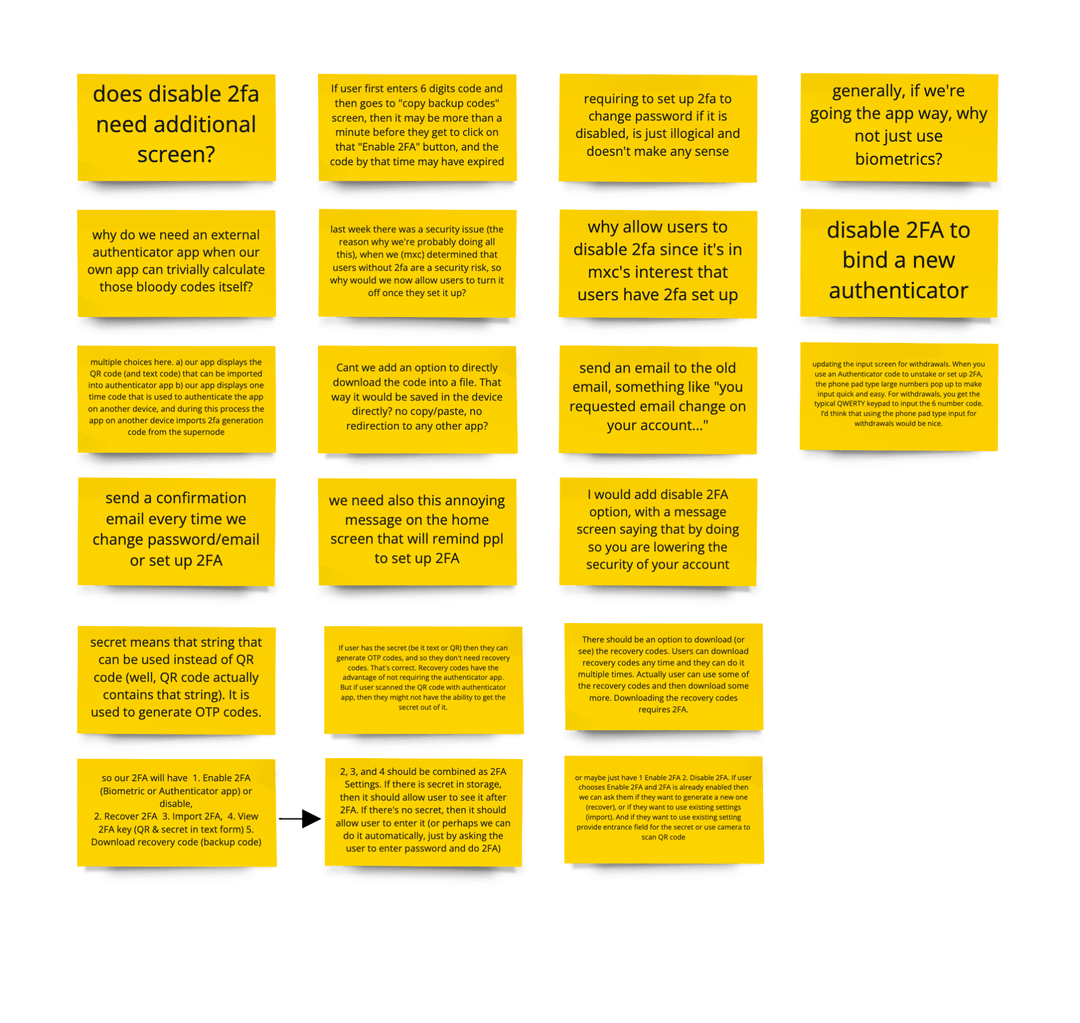 does disable 2fa
need additional
screen?
If user first enters 6 digits code and
then goes to "copy backup codes"
screen, then it may be more than a
minute before they get to click on
that "Enable 2FA" button, and the
code by that time may have expired
requiring to set up 2fa to
change password if it is
disabled, is just illogical and
doesn't make any sense
generally, if we're
going the app way, why
not just use
biometrics?
why do we need an external
authenticator app when our
own app can trivially calculate
those bloody codes itself?
last week there was a security issue (the
reason why we're probably doing all
this), when we (mxc) determined that
users without 2fa are a security risk, so
why would we now allow users to turn it
off once they set it up?
why allow users to
disable 2fa since it's in
mxc's interest that
users have 2fa set up
disable 2FA to
bind a new
authenticator
multiple choices here. a) our app displays the
QR code (and text code) that can be imported
into authenticator app b) our app displays one
time code that is used to authenticate the app
on another device, and during this process the
app on another device imports 2fa generation
code from the supernode
Cant we add an option to directly
download the code into a file. That
way it would be saved in the device
directly? no copy/paste, no
redirection to any other app?
send an email to the old
email, something like "you
requested email change on
your account..."
updating the input screen for withdrawals. When you
use an Authenticator code to unstake or set up 2FA,
the phone pad type large numbers pop up to make
input quick and easy. For withdrawals, you get the
typical QWERTY keypad to input the 6 number code.
I'd think that using the phone pad type input for
withdrawals would be nice.
send a confirmation
email every time we
change password/email
or set up 2FA
we need also this annoying
message on the home
screen that will remind ppl
to set up 2FA
I would add disable 2FA
option, with a message
screen saying that by doing
so you are lowering the
security of your account
secret means that string that
can be used instead of QR
code (well, QR code actually
contains that string). It is
used to generate OTP codes.
If user has the secret (be it text or QR) then they can
generate OTP codes, and so they don't need recovery
codes. That's correct. Recovery codes have the
advantage of not requiring the authenticator app.
But if user scanned the QR code with authenticator
app, then they might not have the ability to get the
secret out of it.
There should be an option to download (or
see) the recovery codes. Users can download
recovery codes any time and they can do it
multiple times. Actually user can use some of
the recovery codes and then download some
more. Downloading the recovery codes
requires 2FA.
so our 2FA will have 1. Enable 2FA
(Biometric or Authenticator app) or
disable,
2. Recover 2FA 3. Import 2FA, 4. View
2FA key (QR & secret in text form) 5.
Download recovery code (backup code)
2, 3, and 4 should be combined as 2FA
Settings. If there is secret in storage,
then it should allow user to see it after
2FA. If there's no secret, then it should
allow user to enter it (or perhaps we can
do it automatically, just by asking the
user to enter password and do 2FA)
or maybe just have 1 Enable 2FA 2. Disable 2FA. If user
chooses Enable 2FA and 2FA is already enabled then
we can ask them if they want to generate a new one
(recover), or if they want to use existing settings
(import). And if they want to use existing setting
provide entrance field for the secret or use camera to
scan QR code